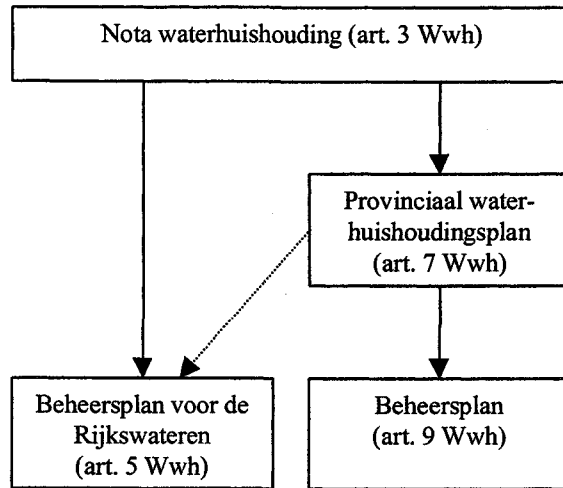 Nota waterhuishouding (art. 3 Wwh)
Provinciaal water-
huishoudingsplan
(art. 7 Wwh)
Beheersplan voor de
Rijkswateren
(art. 5 Wwh)
Beheersplan
(art. 9 Wwh)